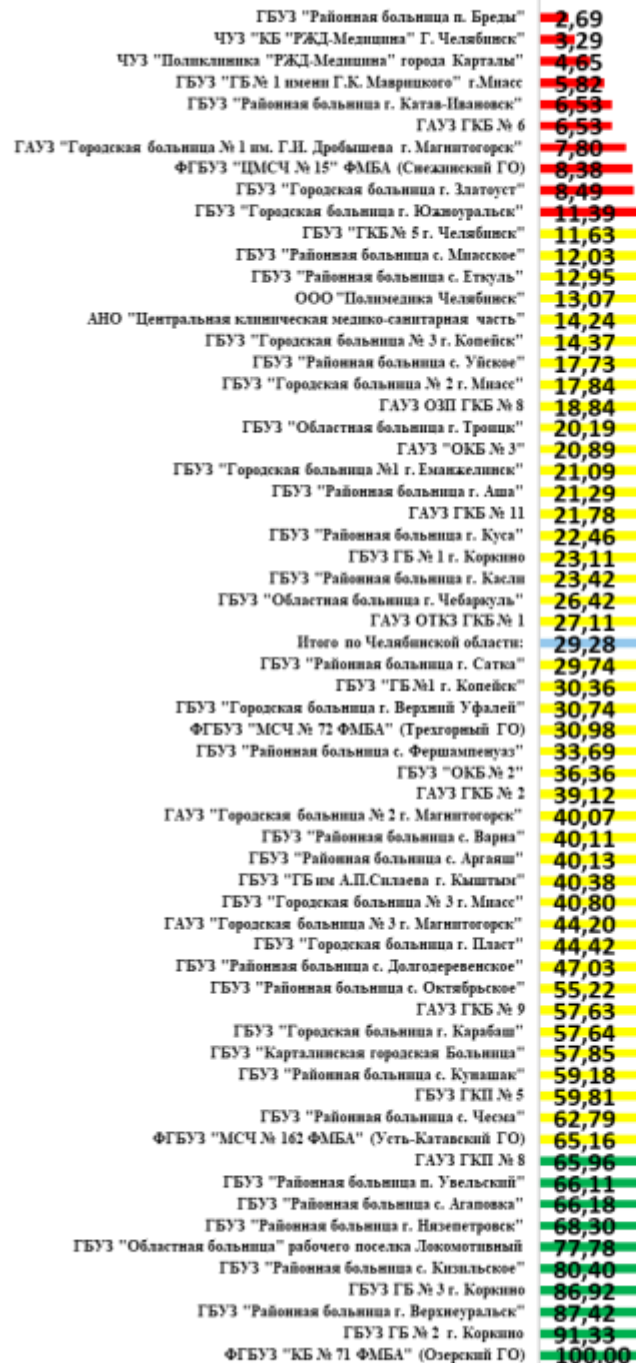 ГБУЗ "Районная больница п. Бреды" 2,69
ЧУЗ "КБ "РЖД-Медицина" Г. Челябинск" 3,29
ЧУЗ "Поликлиника "РЖД-Медицина" города Карталы" 4,65
ГБУЗ "ГБ № 1 имени Г.К. Маврицкого" г.Миасс 5,82
ГБУЗ "Районная больница г. Катав-Ивановск" 6,53
ГАУЗ ГКБ № 6 6,53
ГАУЗ "Городская больница № 1 им. Г.И. Дробышева г. Магнитогорск" 7,80
ФГБУЗ "ЦМСЧ № 15" ФМБА (Снежинский ГО) 8,38
ГБУЗ "Городская больница г. Златоуст" 8,49
ГБУЗ "Городская больница г. Южноуральск" 11,39
ГБУЗ "ГКБ № 5 г. Челябинск" 11,63
ГБУЗ "Районная больница с. Миасское" 12,03
ГБУЗ "Районная больница с. Еткуль" 12,95
ООО "Полимедика Челябинск" 13,07
АНО "Центральная клиническая медико-санитарная часть" 14,24
ГБУЗ "Городская больница № 3 г. Копейск" 14,37
ГБУЗ "Районная больница с. Уйское" 17,73
ГБУЗ "Городская больница № 2 г. Миасс" 17,84
ГАУЗ ОЗП ГКБ № 8 18,84
ГБУЗ "Областная больница г. Троицк" 20,19
ГАУЗ "ОКБ № 3" 20,89
ГБУЗ "Городская больница №1 г. Еманжелинск" 21,09
ГБУЗ "Районная больница г. Аша" 21,29
ГАУЗ ГКБ № 11 21,78
ГБУЗ "Районная больница г. Куса" 22,46
ГБУЗ ГБ № 1 г. Коркино 23,11
ГБУЗ "Районная больница г. Касли 23,42
ГБУЗ "Областная больница г. Чебаркуль" 26,42
ГАУЗ ОТКЗ ГКБ № 1 27,11
Итого по Челябинской области: 29,28
ГБУЗ "Районная больница г. Сатка" 29,74
ГБУЗ "ГБ №1 г. Копейск" 30,36
ГБУЗ "Городская больница г. Верхний Уфалей" 30,74
ФГБУЗ "МСЧ № 72 ФМБА" (Трехгорный ГО) 30,98
ГБУЗ "Районная больница с. Фершампенуаз" 33,69
ГБУЗ "ОКБ № 2" 36,36
ГАУЗ ГКБ № 2 39,12
ГАУЗ "Городская больница № 2 г. Магнитогорск" 40,07
ГБУЗ "Районная больница с. Варна" 40,11
ГБУЗ "Районная больница с. Аргаяш" 40,13
ГБУЗ "ГБ им А.П.Силаева г. Кыштым" 40,38
ГБУЗ "Городская больница № 3 г. Миасс" 40,80
ГАУЗ "Городская больница № 3 г. Магнитогорск" 44,20
ГБУЗ "Городская больница г. Пласт" 44,42
ГБУЗ "Районная больница с. Долгодеревенское" 47,03
ГБУЗ "Районная больница с. Октябрьское" 55,22
ГАУЗ ГКБ № 9 57,63
ГБУЗ "Городская больница г. Карабаш" 57,64
ГБУЗ "Карталинская городская Больница" 57,85
ГБУЗ "Районная больница с. Кунашак" 59,18
ГБУЗ ГКП № 5 59,81
ГБУЗ "Районная больница с. Чесма" 62,79
ФГБУЗ "МСЧ № 162 ФМБА" (Усть-Катавский ГО) 65,16
ГАУЗ ГКП № 8 65,96
ГБУЗ "Районная больница п. Увельский" 66,11
ГБУЗ "Районная больница с. Агаповка" 66,18
ГБУЗ "Районная больница г. Нязепетровск" 68,30
ГБУЗ "Областная больница" рабочего поселка Локомотивный 77,78
ГБУЗ "Районная больница с. Кизильское" 80,40
ГБУЗ ГБ № 3 г. Коркино 86,92
ГБУЗ "Районная больница г. Верхнеуральск" 87,42
ГБУЗ ГБ № 2 г. Коркино 91,33
ФГБУЗ "КБ № 71 ФМБА" (Озерский ГО) 100,00